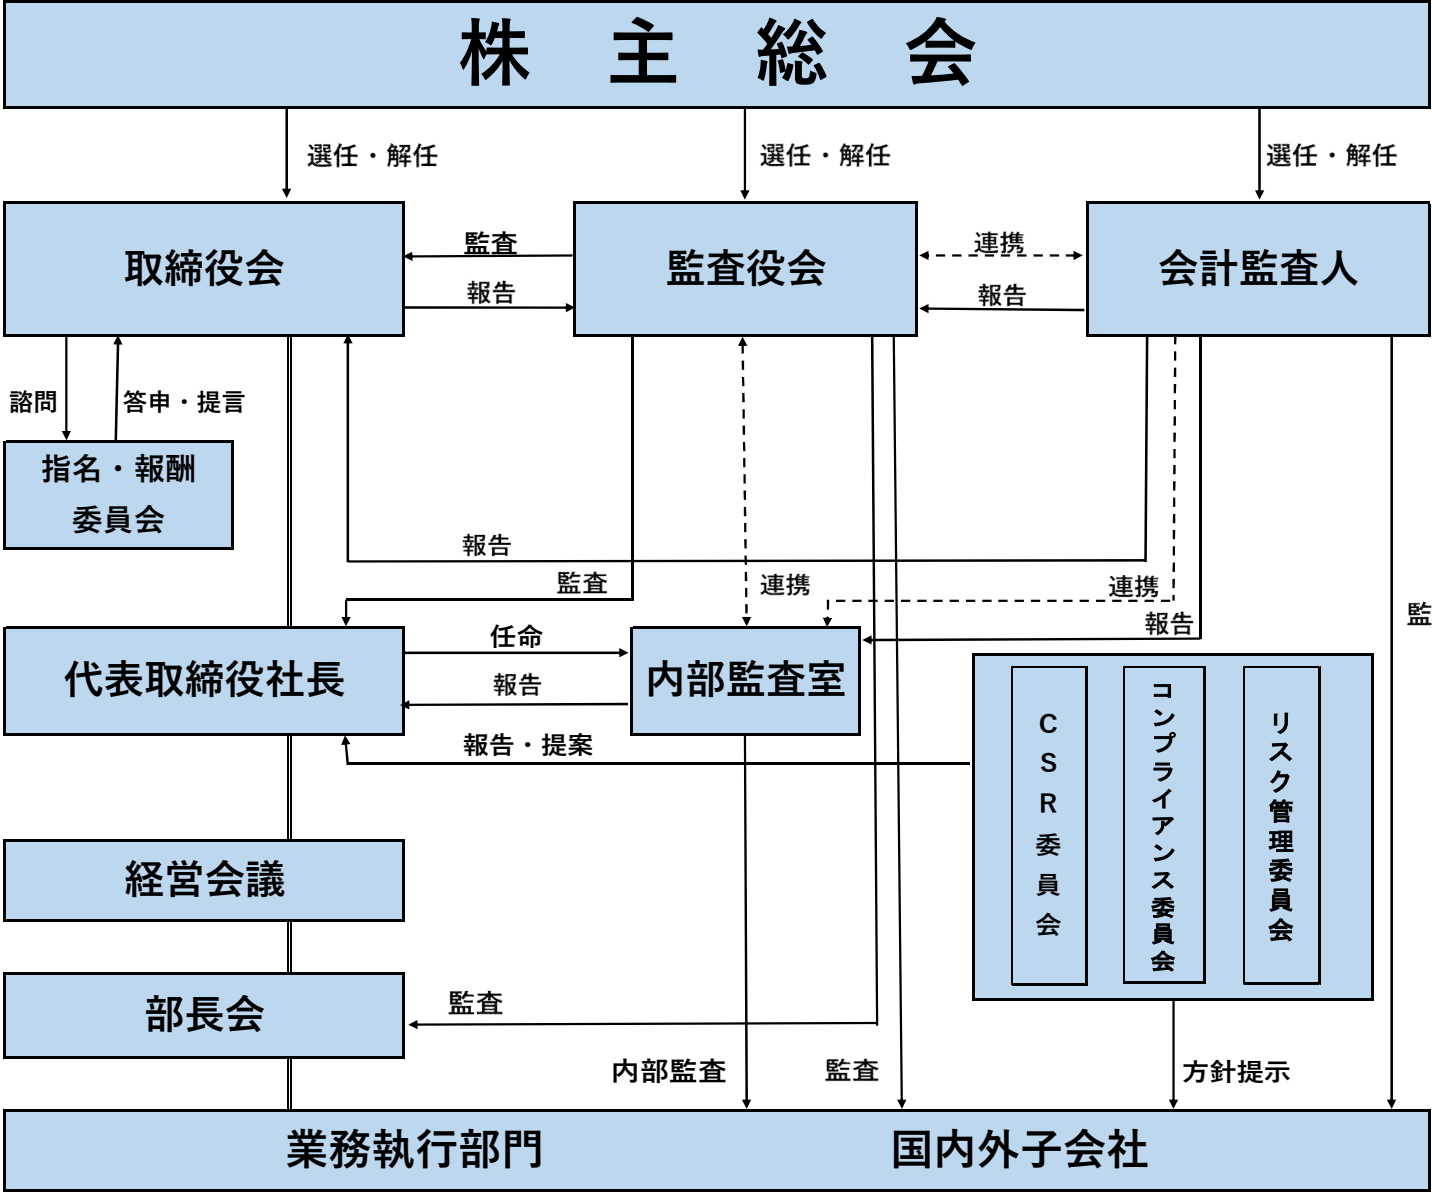 株　主　総　会
選任・解任
選任・解任
選任・解任
取締役会
監査
報告
監査役会
連携
報告
会計監査人
諮問
答申・提言
指名・報酬
委員会
報告
監査
連携
連携
監
報告
代表取締役社長
任命
報告
内部監査室
報告・提案
CSR委員会
コンプライアンス委員会
リスク管理委員会
経営会議
部長会
監査
内部監査
監査
方針提示
業務執行部門
国内外子会社